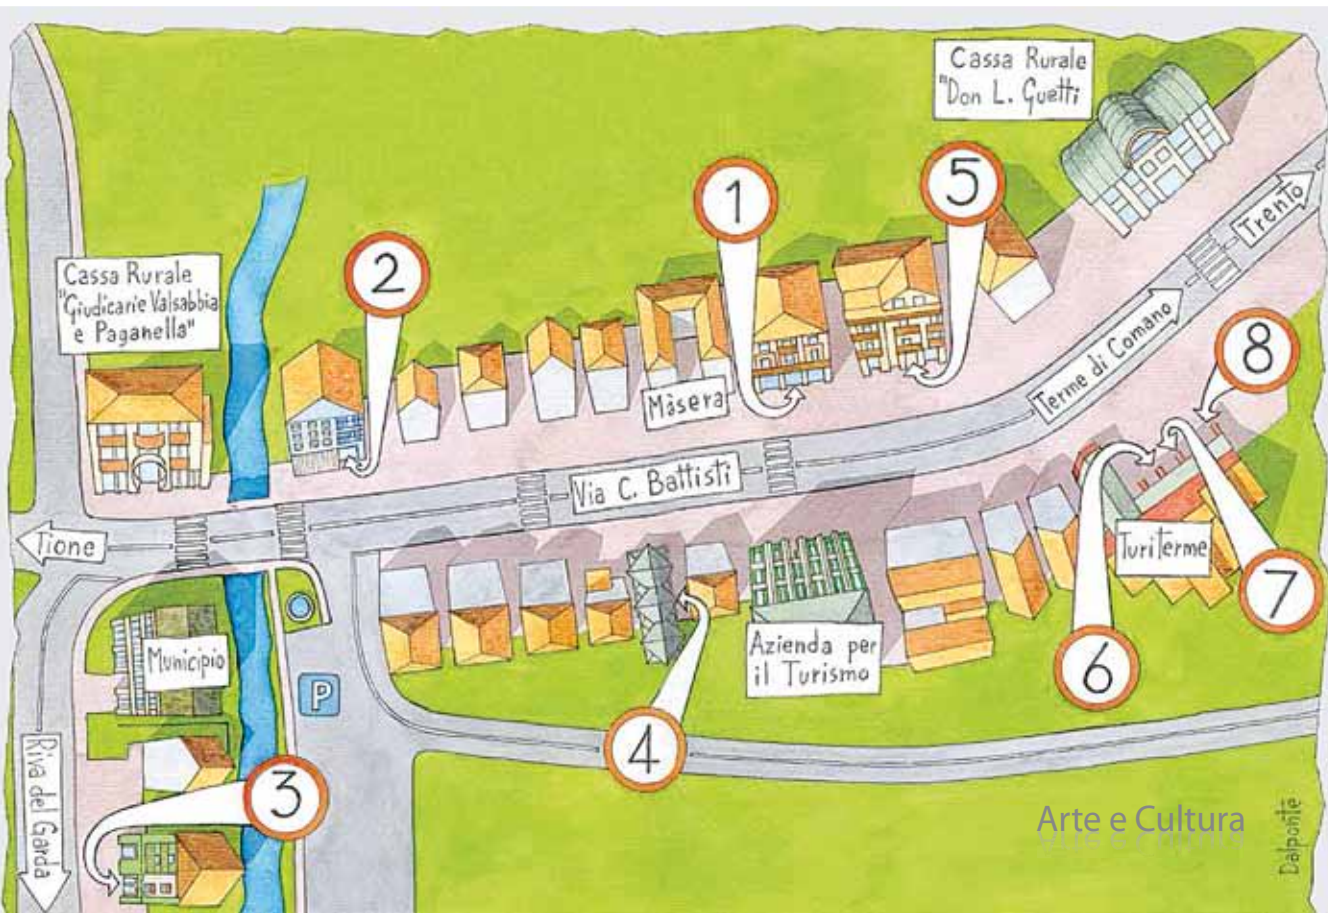 Cassa Rurale
"Don L. Guetti
1
5
Trento
2
Cassa Rurale
"Giudicarie Valsabbia
e Paganella"
Màsera
Terme di Comano
8
Via C. Battisti
Tione
Turiterme
7
Municipio
Azienda per
il Turismo
6
P
4
Riva del Garda
3
Arte e Cultura
Dalponte